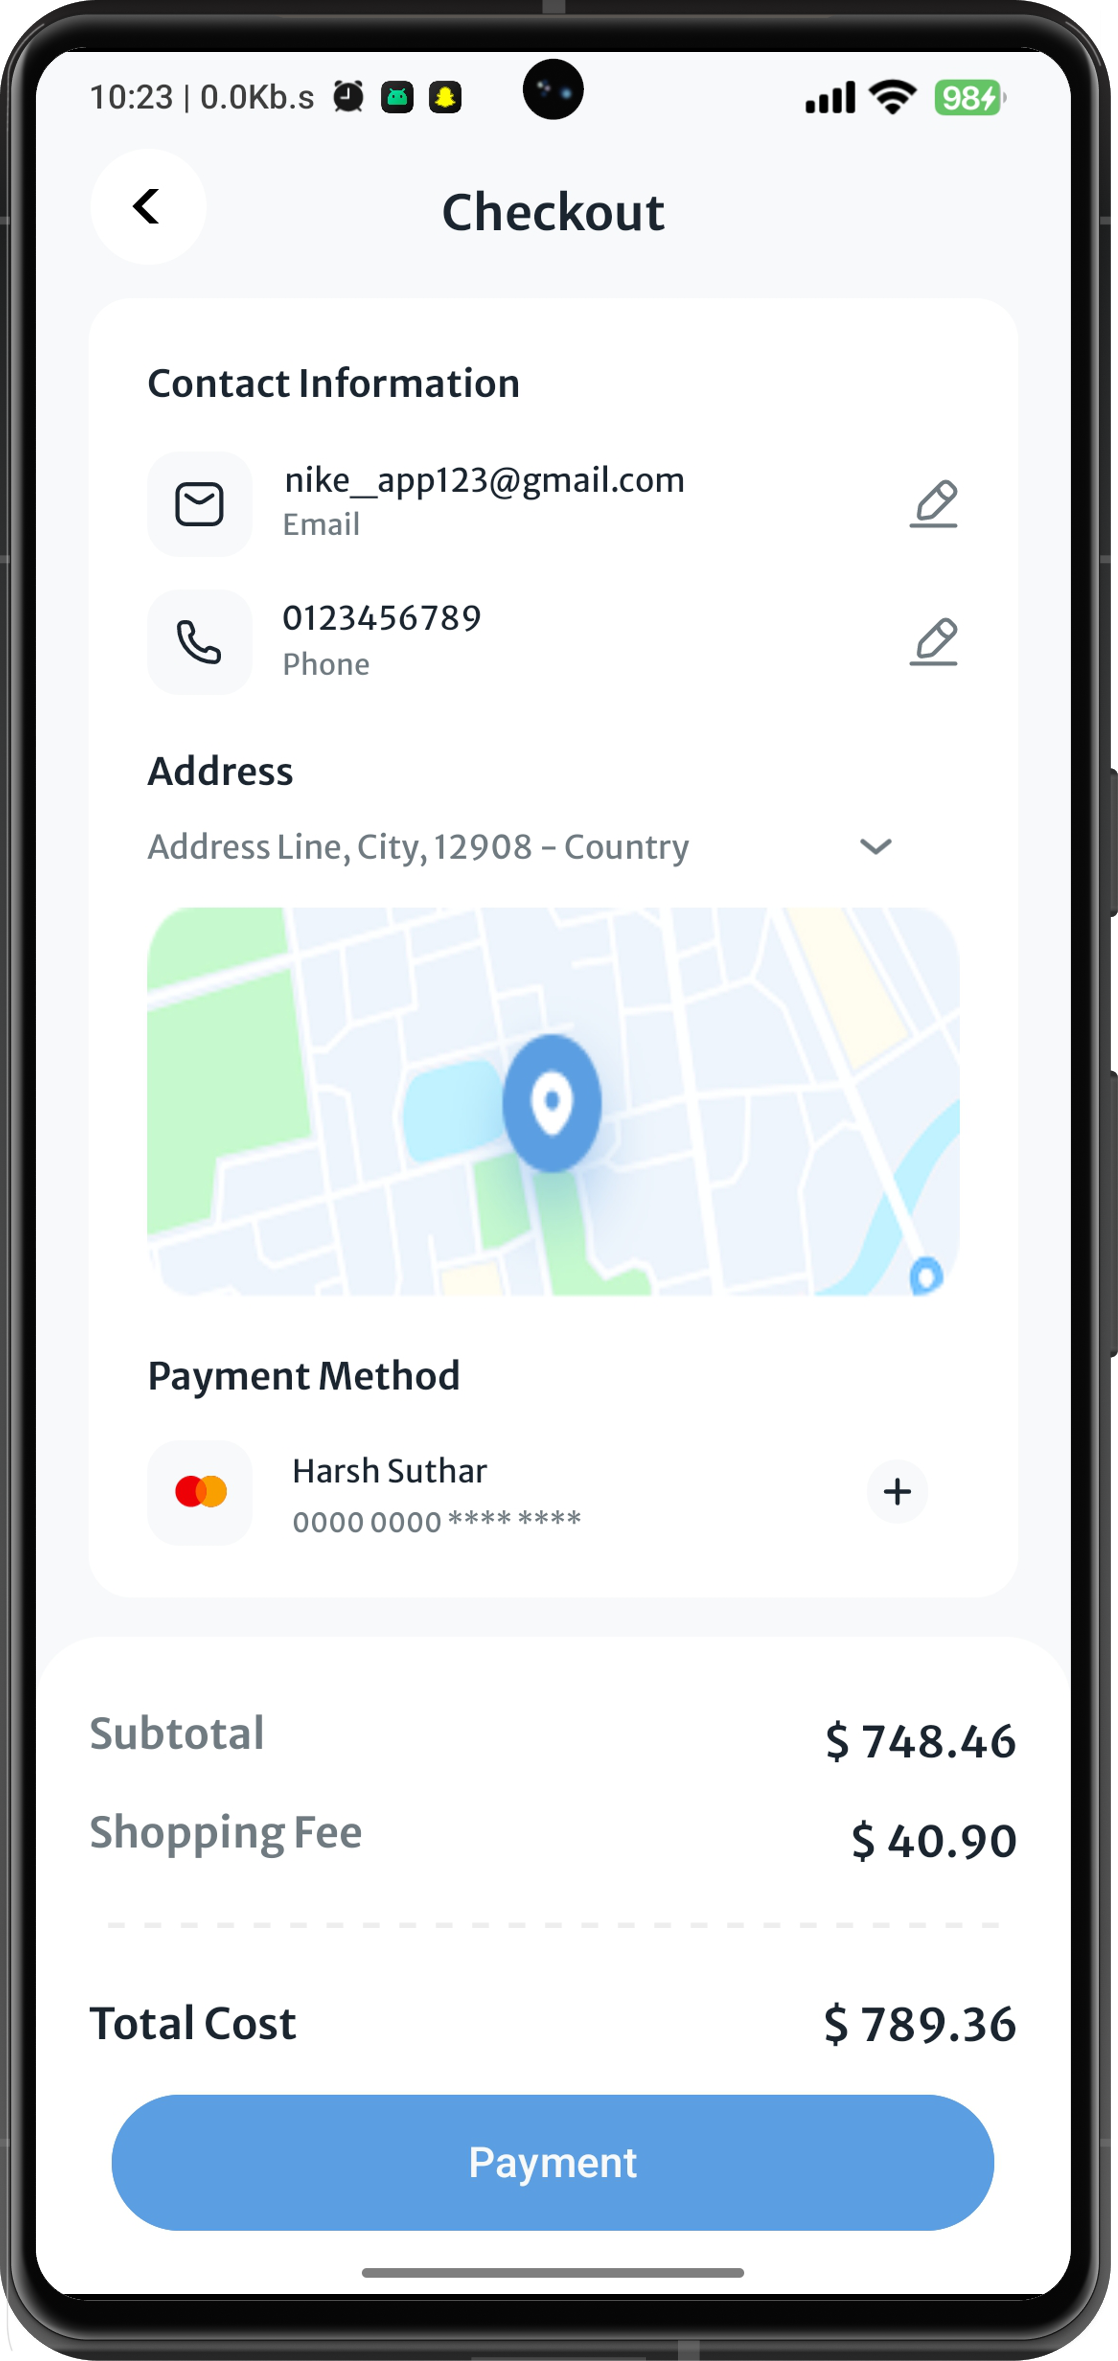 10:23 | 0.0Kb.s
98
Checkout
Contact Information
nike_app123@gmail.com
Email
0123456789
Phone
Address
Address Line, City, 12908 - Country
Payment Method
Harsh Suthar
0000 0000 **** ****
Subtotal
$ 748.46
Shopping Fee
$ 40.90
Total Cost
$ 789.36
Payment